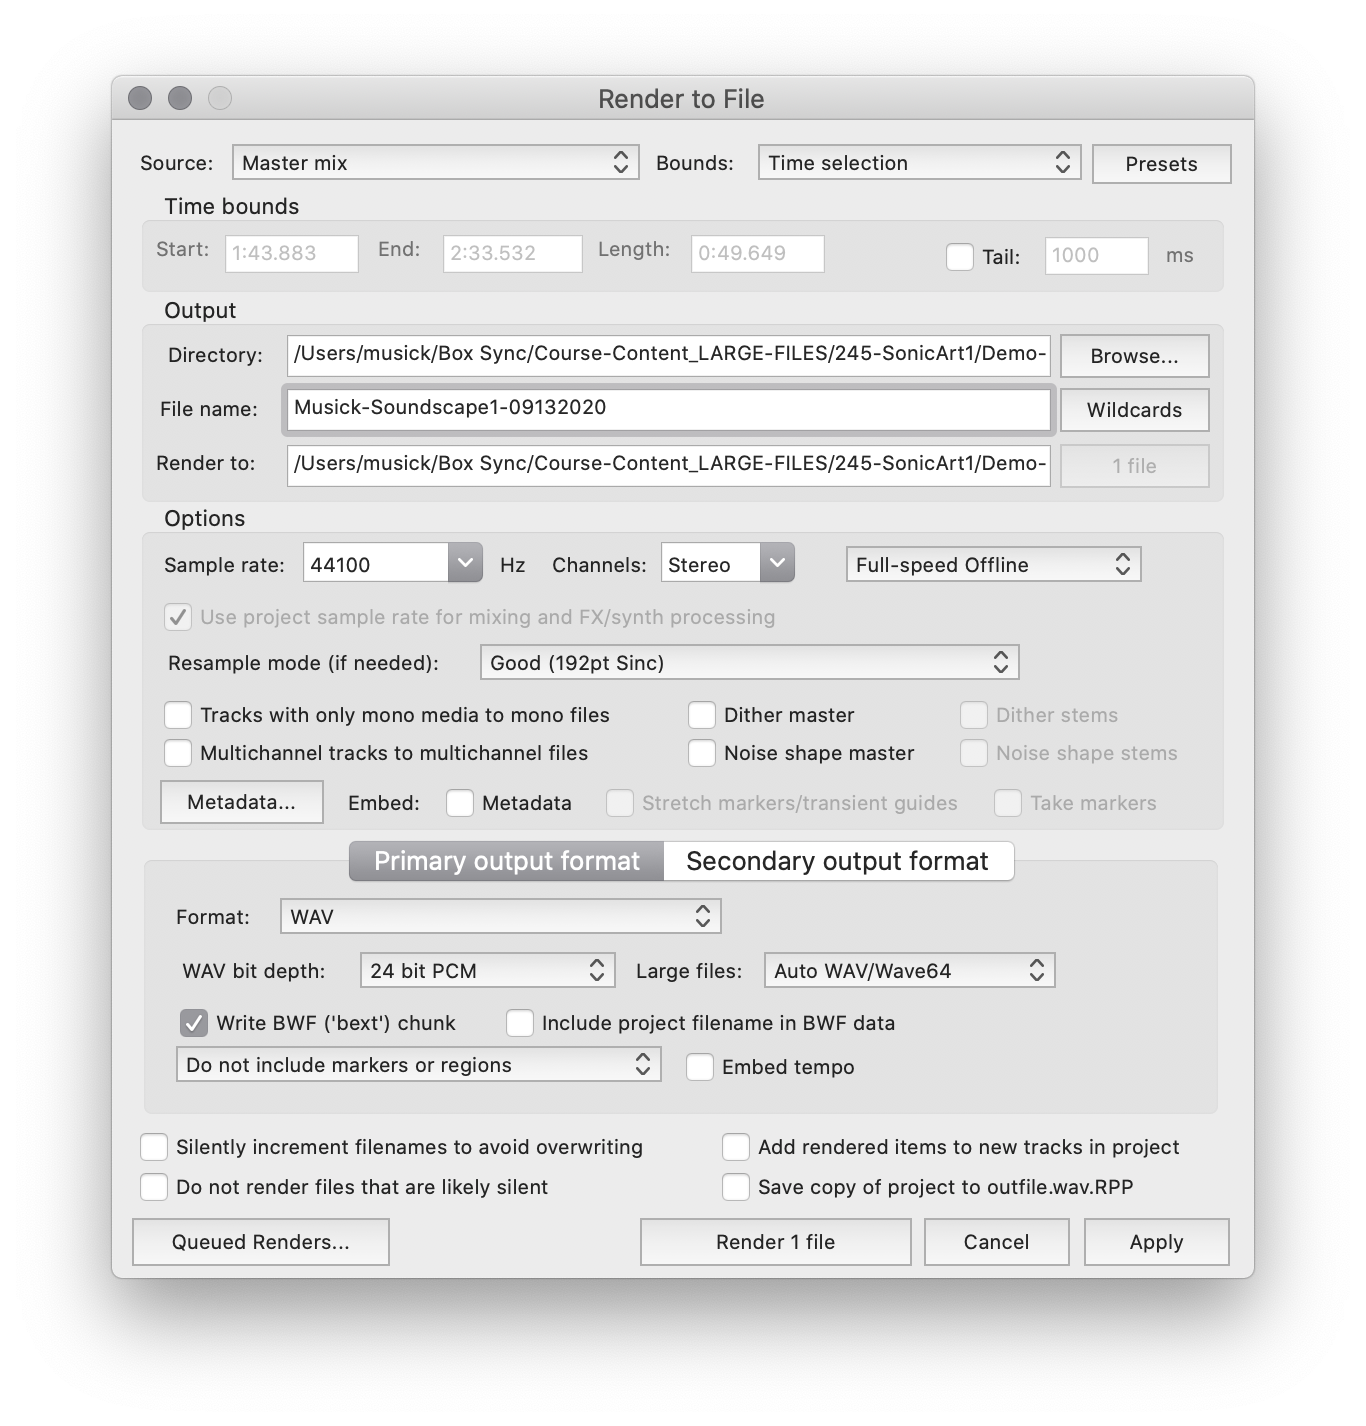 Render to File
Source: Master mix Bounds: Time selection Presets
Time bounds
Start: 1:43.883 End: 2:33.532 Length: 0:49.649 Tail: 1000 ms
Output
Directory: /Users/musick/Box Sync/Course-Content_LARGE-FILES/245-SonicArt1/Demo- Browse...
File name: Musick-Soundscape1-09132020 Wildcards
Render to: /Users/musick/Box Sync/Course-Content_LARGE-FILES/245-SonicArt1/Demo- 1 file
Options
Sample rate: 44100 Hz Channels: Stereo Full-speed Offline
Use project sample rate for mixing and FX/synth processing
Resample mode (if needed): Good (192pt Sinc)
Tracks with only mono media to mono files Dither master Dither stems
Multichannel tracks to multichannel files Noise shape master Noise shape stems
Metadata... Embed: Metadata Stretch markers/transient guides Take markers
Primary output format Secondary output format
Format: WAV
WAV bit depth: 24 bit PCM Large files: Auto WAV/Wave64
Write BWF ('bext') chunk Include project filename in BWF data
Do not include markers or regions Embed tempo
Silently increment filenames to avoid overwriting Add rendered items to new tracks in project
Do not render files that are likely silent Save copy of project to outfile.wav.RPP
Queued Renders... Render 1 file Cancel Apply